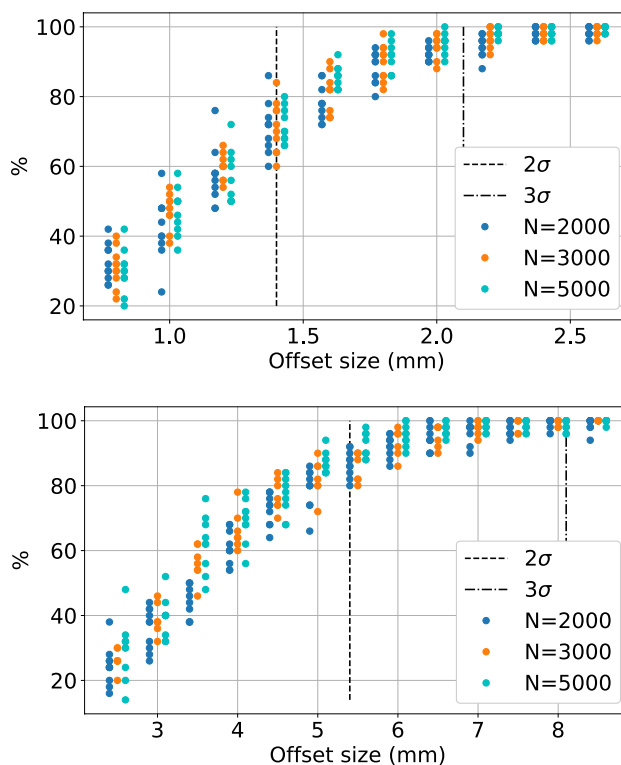 100
80
60
40
20
%
1.0 1.5 2.0 2.5
Offset size (mm)
2σ
3σ
N=2000
N=3000
N=5000
100
80
60
40
20
%
3 4 5 6 7 8
Offset size (mm)
2σ
3σ
N=2000
N=3000
N=5000